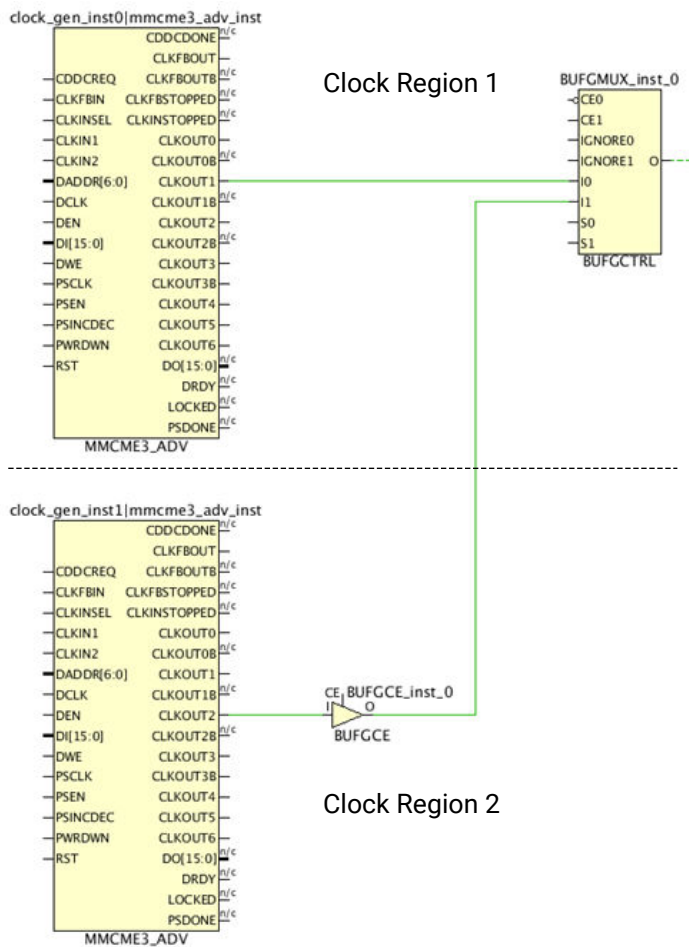 clock_gen_inst0|mmcme3_adv_inst
CDDCDONE n/c
CLKFBOUT
CDDCREQ CLKFBOUTB n/c
CLKFBIN CLKFBSTOPPED n/c
CLKINSEL CLKINSTOPPED n/c
CLKIN1 CLKOUT0
CLKIN2 CLKOUT0B n/c
DADDR[6:0] CLKOUT1
DCLK CLKOUT1B n/c
DEN CLKOUT2
DI[15:0] CLKOUT2B n/c
DWE CLKOUT3
PSCLK CLKOUT3B n/c
PSEN CLKOUT4
PSINCDEC CLKOUT5
PWRDWN CLKOUT6
RST DO[15:0] n/c
DRDY n/c
LOCKED n/c
PSDONE n/c
MMCME3_ADV
Clock Region 1
BUFGMUX_inst_0
CE0
CE1
IGNORE0
IGNORE1 O
I0
I1
S0
S1
BUFGCTRL
clock_gen_inst1|mmcme3_adv_inst
CDDCDONE n/c
CLKFBOUT
CDDCREQ CLKFBOUTB n/c
CLKFBIN CLKFBSTOPPED n/c
CLKINSEL CLKINSTOPPED n/c
CLKIN1 CLKOUT0
CLKIN2 CLKOUT0B n/c
DADDR[6:0] CLKOUT1
DCLK CLKOUT1B n/c
DEN CLKOUT2
DI[15:0] CLKOUT2B n/c
DWE CLKOUT3
PSCLK CLKOUT3B n/c
PSEN CLKOUT4
PSINCDEC CLKOUT5
PWRDWN CLKOUT6
RST DO[15:0] n/c
DRDY n/c
LOCKED n/c
PSDONE n/c
MMCME3_ADV
CE BUFGCE_inst_0
I O
BUFGCE
Clock Region 2